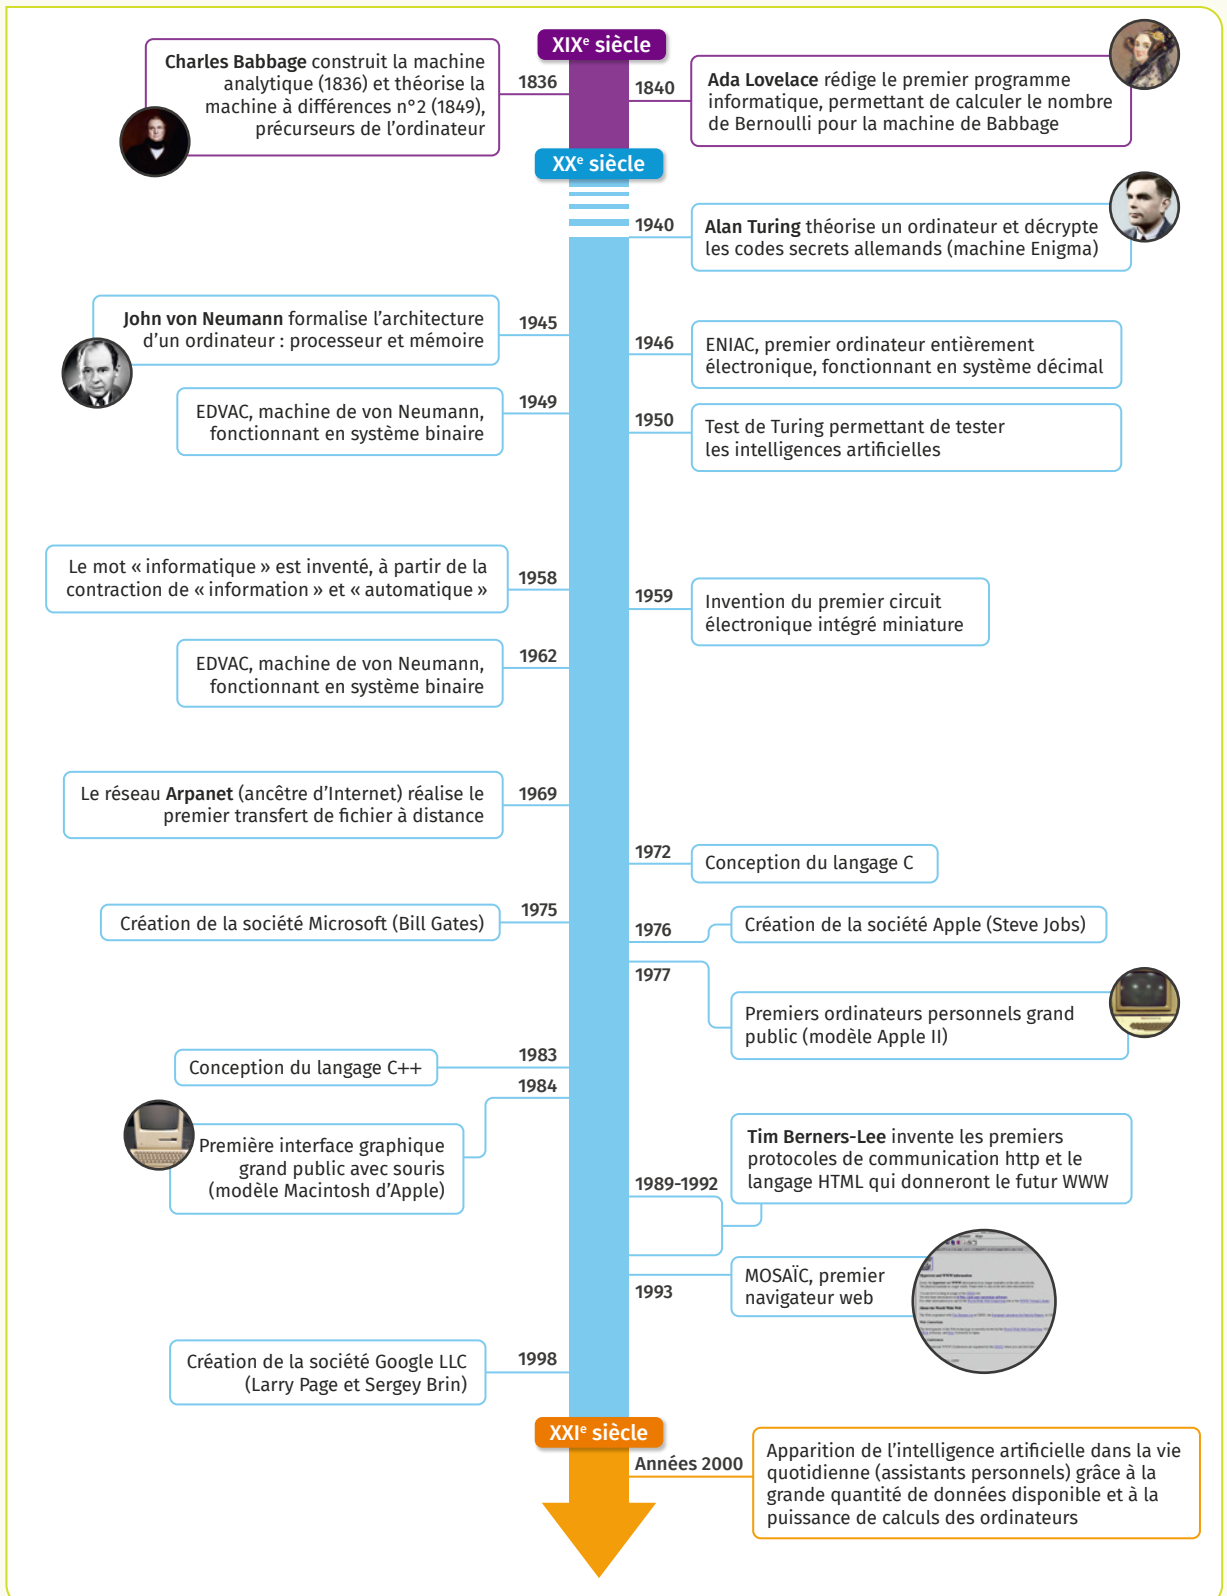 XIXe siècle
Charles Babbage construit la machine
analytique (1836) et théorise la
machine à différences n°2 (1849),
précurseurs de l'ordinateur
1836
1840
Ada Lovelace rédige le premier programme
informatique, permettant de calculer le nombre
de Bernoulli pour la machine de Babbage
XXe siècle
1940
Alan Turing théorise un ordinateur et décrypte
les codes secrets allemands (machine Enigma)
John von Neumann formalise l'architecture
d'un ordinateur : processeur et mémoire
1945
1946
ENIAC, premier ordinateur entièrement
électronique, fonctionnant en système décimal
EDVAC, machine de von Neumann,
fonctionnant en système binaire
1949
1950
Test de Turing permettant de tester
les intelligences artificielles
Le mot « informatique » est inventé, à partir de la
contraction de « information » et « automatique »
1958
1959
Invention du premier circuit
électronique intégré miniature
EDVAC, machine de von Neumann,
fonctionnant en système binaire
1962
Le réseau Arpanet (ancêtre d'Internet) réalise le
premier transfert de fichier à distance
1969
1972
Conception du langage C
Création de la société Microsoft (Bill Gates)
1975
1976
Création de la société Apple (Steve Jobs)
1977
Premiers ordinateurs personnels grand
public (modèle Apple II)
Conception du langage C++
1983
1984
Première interface graphique
grand public avec souris
(modèle Macintosh d'Apple)
Tim Berners-Lee invente les premiers
protocoles de communication http et le
langage HTML qui donneront le futur WWW
1989-1992
1993
MOSAÏC, premier
navigateur web
Création de la société Google LLC
(Larry Page et Sergey Brin)
1998
XXIe siècle
Années 2000
Apparition de l'intelligence artificielle dans la vie
quotidienne (assistants personnels) grâce à la
grande quantité de données disponible et à la
puissance de calculs des ordinateurs